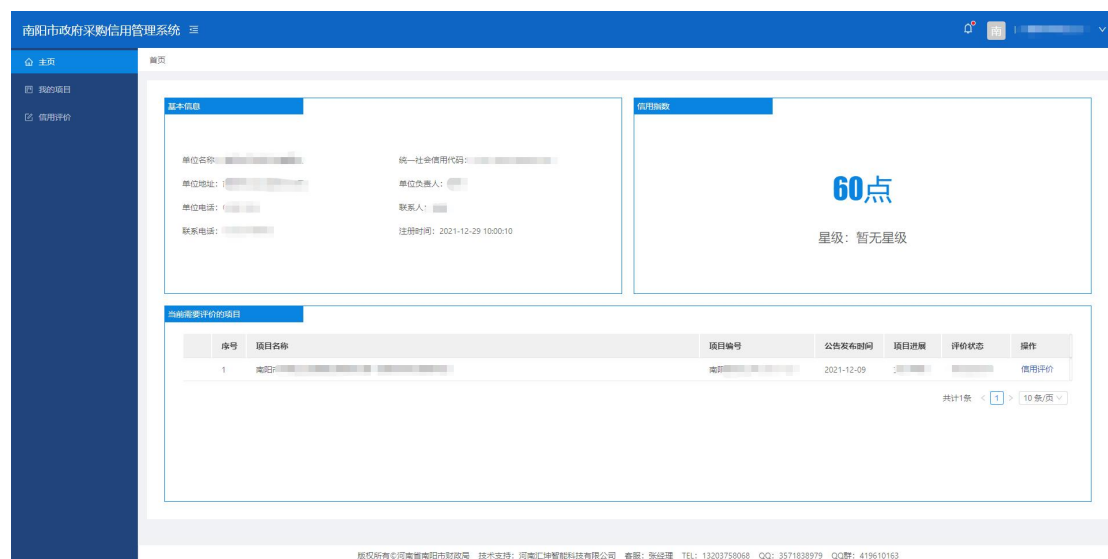 南阳市政府采购信用管理系统
南
主页
首页
我的项目
信用评价
基本信息
信用指数
单位名称:
统一社会信用代码:
单位地址:
单位负责人:
60点
单位电话:
联系人:
联系电话:
注册时间: 2021-12-29 10:00:10
星级: 暂无星级
当前需要评价的项目
序号 项目名称 项目编号 公告发布时间 项目进展 评价状态 操作
1 南阳 南阳 2021-12-09 信用评价
共计1条 < 1 > 10 条/页
版权所有©河南省南阳市财政局 技术支持: 河南汇坤智能科技有限公司 客服: 张经理 TEL: 13203758068 QQ: 3571838979 QQ群: 419610163